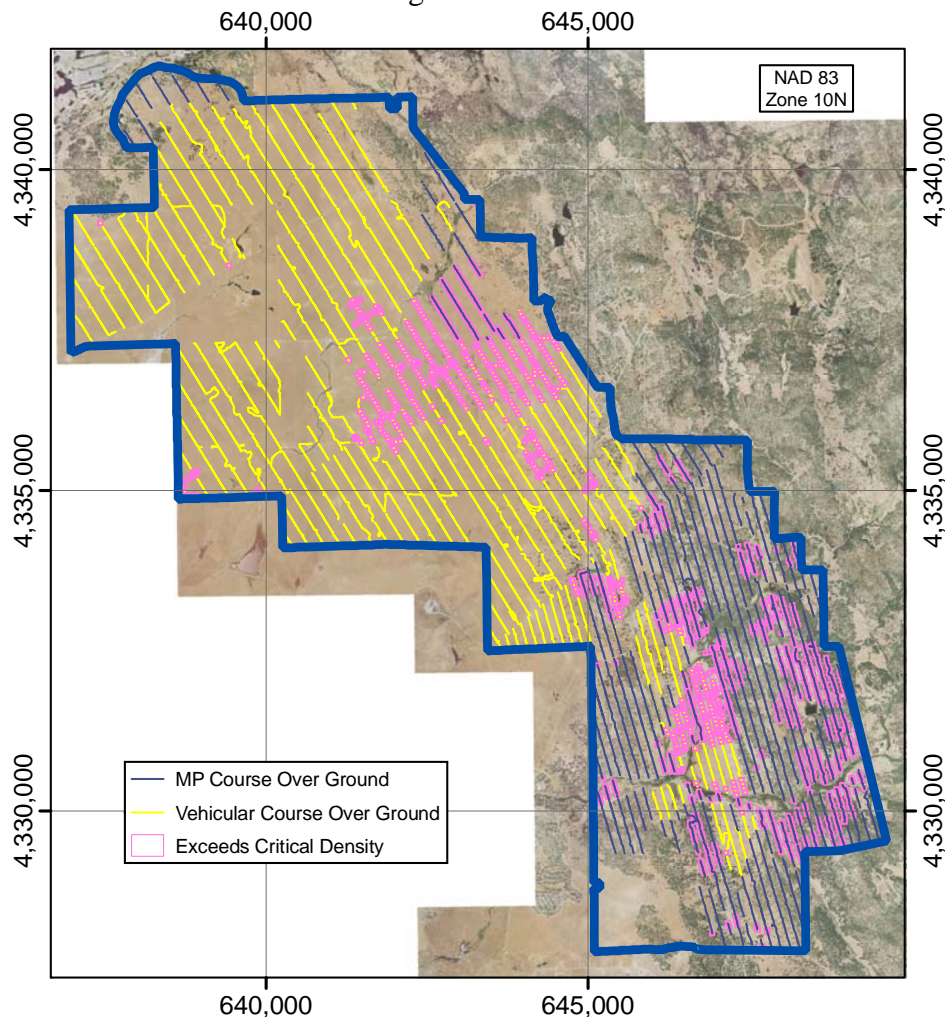 640,000
645,000
NAD 83
Zone 10N
4,340,000
4,340,000
4,335,000
4,335,000
MP Course Over Ground
Vehicular Course Over Ground
Exceeds Critical Density
4,330,000
4,330,000
640,000
645,000